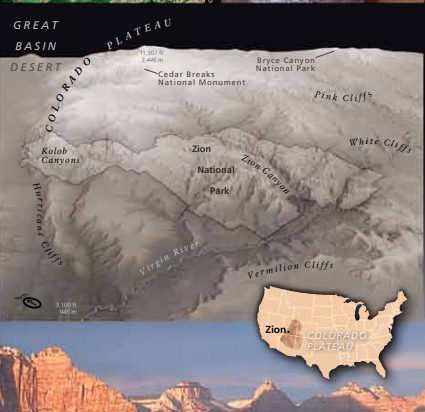 GREAT
BASIN
DESERT
COLORADO PLATEAU
11,307 ft
3,446 m
Cedar Breaks
National Monument
Bryce Canyon
National Park
Pink Cliffs
White Cliffs
Kolob
Canyons
Zion
National
Park
Zion Canyon
Hurricane Cliffs
Virgin River
Vermilion Cliffs
3,100 ft
945 m
Zion
COLORADO
PLATEAU